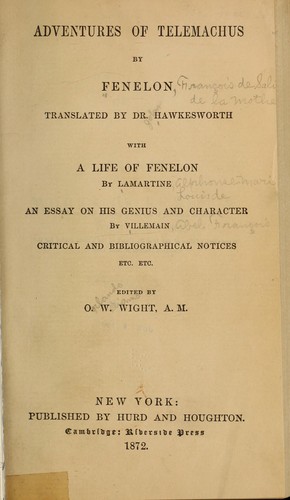 ADVENTURES OF TELEMACHUS
BY
FENELON, François de Sal
de la Mothe
TRANSLATED BY DR. HAWKESWORTH
WITH
A LIFE OF FENELON
BY LAMARTINE Alphonse Marie
Louis de
AN ESSAY ON HIS GENIUS AND CHARACTER
BY VILLEMAIN Abel François
CRITICAL AND BIBLIOGRAPHICAL NOTICES
ETC. ETC.
EDITED BY
O. W. WIGHT, A. M.
NEW YORK:
PUBLISHED BY HURD AND HOUGHTON.
Cambridge: Riverside Press
1872.